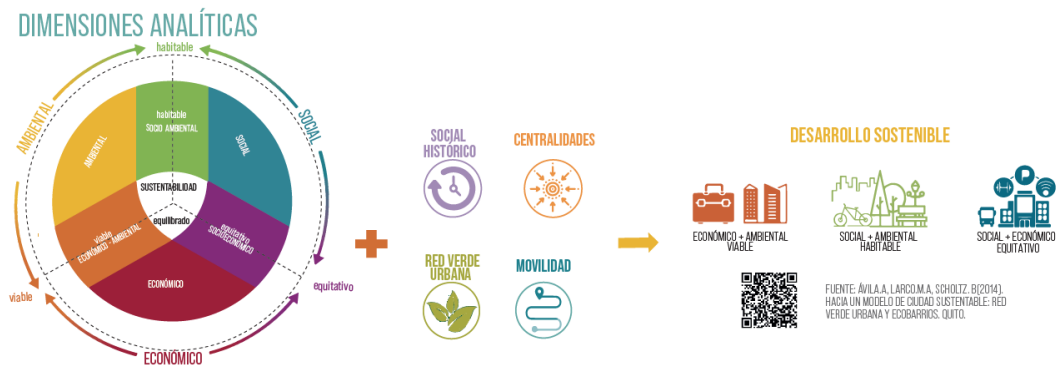 DIMENSIONES ANALÍTICAS
habitable
AMBIENTAL
SOCIAL
habitable
SOCIO AMBIENTAL
AMBIENTAL
SOCIAL
SUSTENTABILIDAD
equilibrado
viable
ECONÓMICO - AMBIENTAL
equitativo
SOCIOECONÓMICO
ECONÓMICO
viable
equitativo
ECONÓMICO
SOCIAL
HISTÓRICO
CENTRALIDADES
RED VERDE
URBANA
MOVILIDAD
DESARROLLO SOSTENIBLE
P
ECONÓMICO + AMBIENTAL
VIABLE
SOCIAL + AMBIENTAL
HABITABLE
SOCIAL + ECONÓMICO
EQUITATIVO
FUENTE: ÁVILA.A, LARCO.M.A, SCHOLTZ. B(2014).
HACIA UN MODELO DE CIUDAD SUSTENTABLE: RED
VERDE URBANA Y ECOBARRIOS. QUITO.